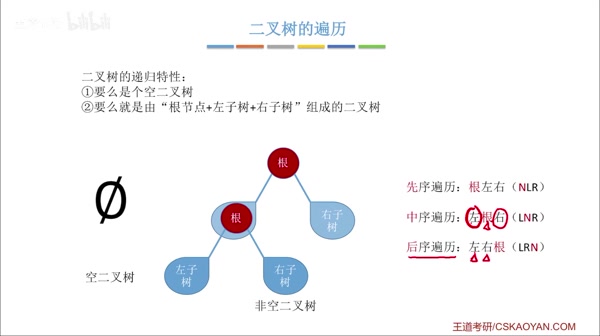 bilibili
二叉树的遍历
二叉树的递归特性：
①要么是个空二叉树
②要么就是由“根节点+左子树+右子树”组成的二叉树
Ø
根
根
右子
树
左子
树
右子
树
空二叉树
非空二叉树
先序遍历：根左右（NLR）
中序遍历：左根右（LNR）
后序遍历：左右根（LRN）
王道考研/CSKAOYAN.COM